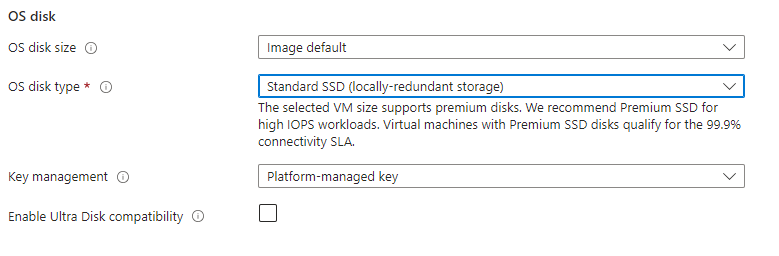 OS disk
OS disk size
Image default
OS disk type *
Standard SSD (locally-redundant storage)
The selected VM size supports premium disks. We recommend Premium SSD for
high IOPS workloads. Virtual machines with Premium SSD disks qualify for the 99.9%
connectivity SLA.
Key management
Platform-managed key
Enable Ultra Disk compatibility